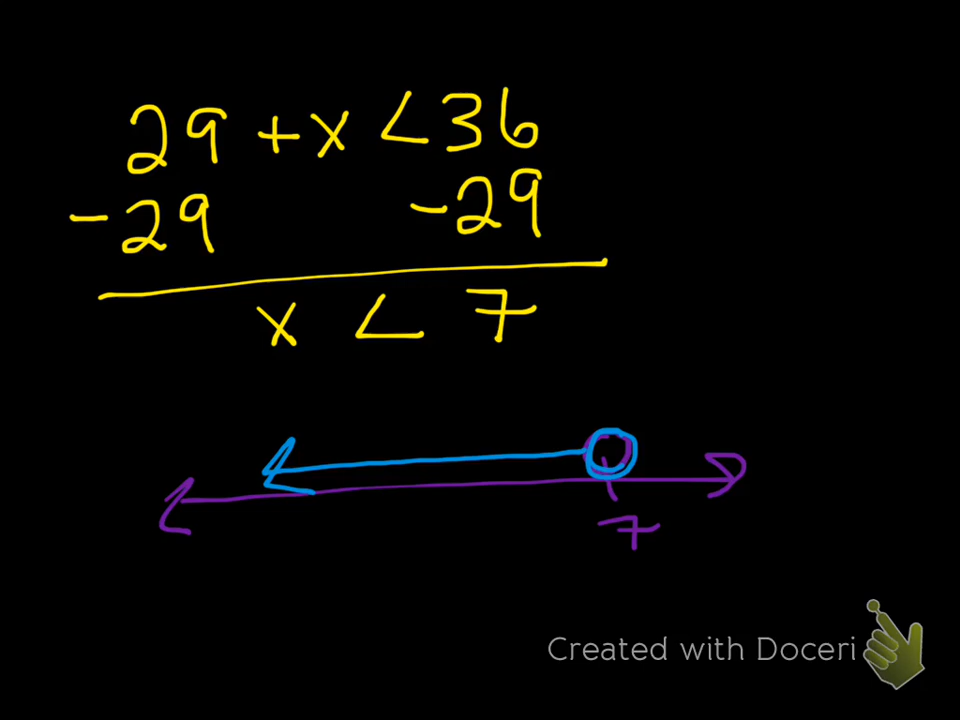 29 + x < 36
-29 -29
x < 7
7
Created with Doceri